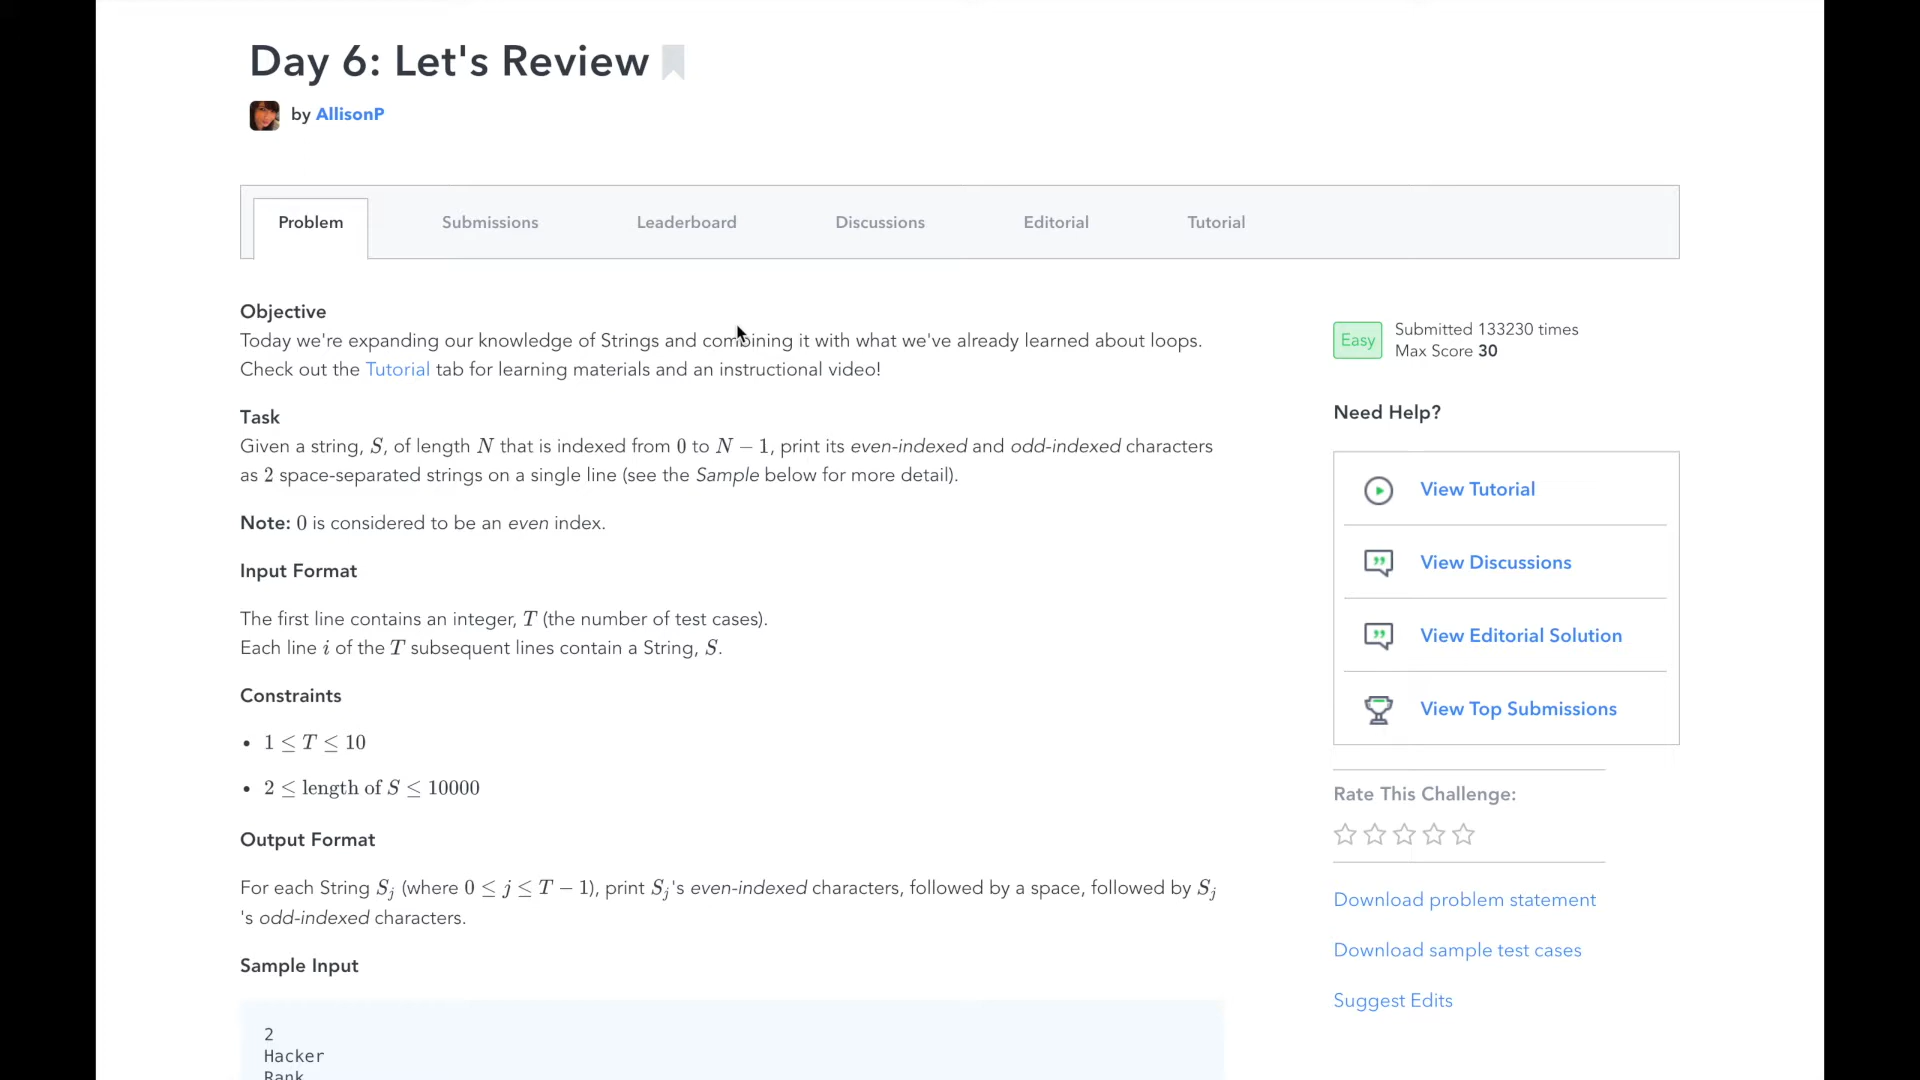 Day 6: Let's Review
by AllisonP
Problem
Submissions
Leaderboard
Discussions
Editorial
Tutorial
Objective
Today we're expanding our knowledge of Strings and combining it with what we've already learned about loops.
Check out the Tutorial tab for learning materials and an instructional video!
Task
Given a string, S, of length N that is indexed from 0 to N − 1, print its even-indexed and odd-indexed characters
as 2 space-separated strings on a single line (see the Sample below for more detail).
Note: 0 is considered to be an even index.
Input Format
The first line contains an integer, T (the number of test cases).
Each line i of the T subsequent lines contain a String, S.
Constraints
• 1 ≤ T ≤ 10
• 2 ≤ length of S ≤ 10000
Output Format
For each String Sj (where 0 ≤ j ≤ T − 1), print Sj's even-indexed characters, followed by a space, followed by Sj
's odd-indexed characters.
Sample Input
2
Hacker
Rank
Easy
Submitted 133230 times
Max Score 30
Need Help?
View Tutorial
View Discussions
View Editorial Solution
View Top Submissions
Rate This Challenge:
Download problem statement
Download sample test cases
Suggest Edits